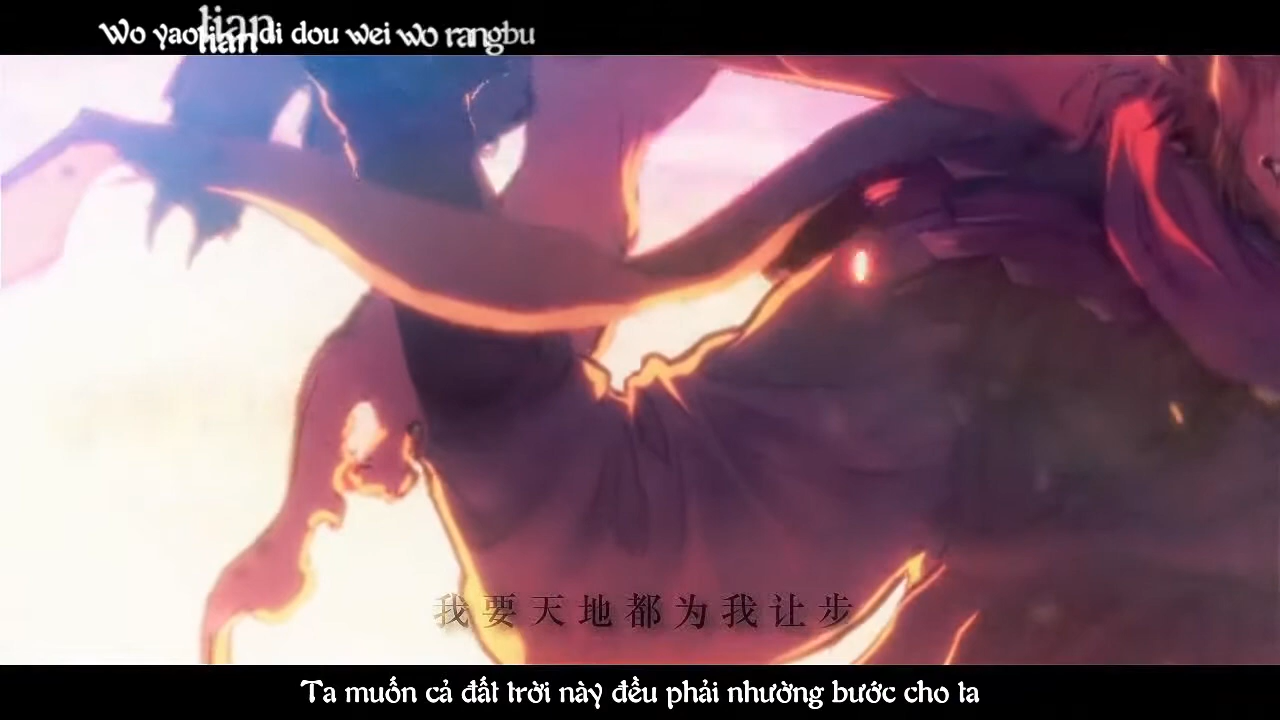 Wo yao tian di dou wei wo rangbu
我要天地都为我让步
Ta muốn cả đất trời này đều phải nhường bước cho ta